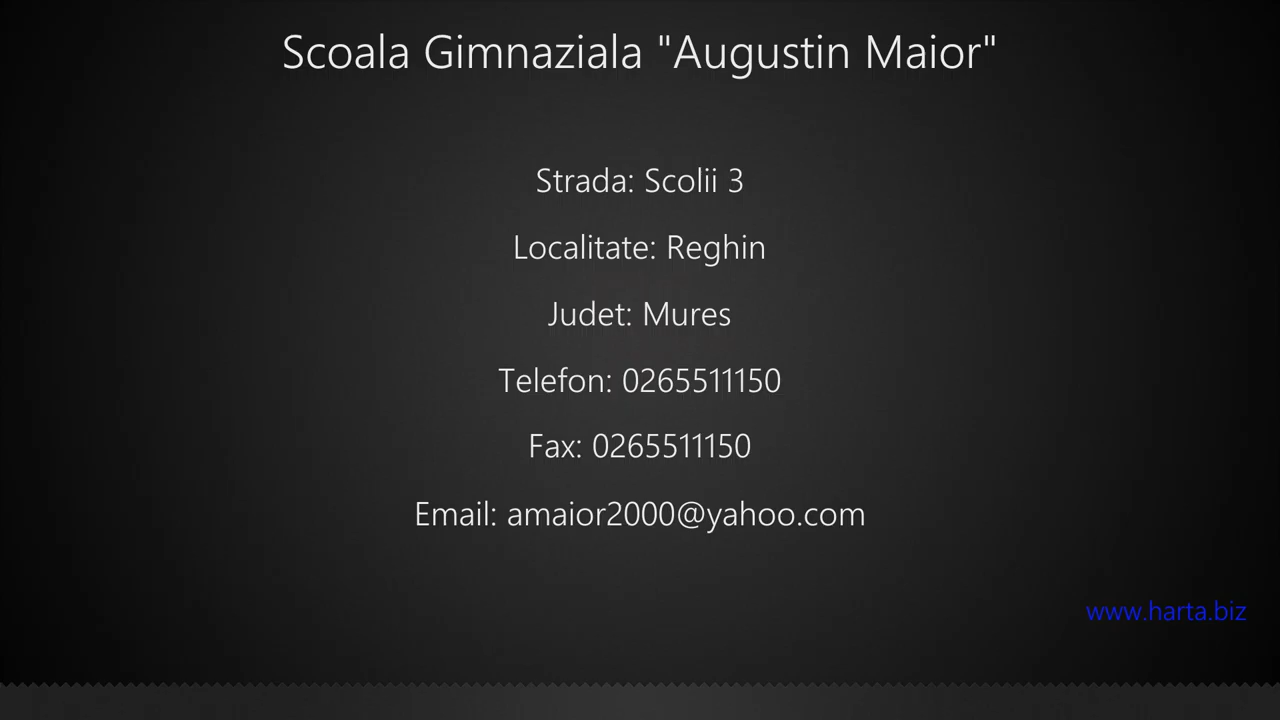 Scoala Gimnaziala "Augustin Maior"
Strada: Scolii 3
Localitate: Reghin
Judet: Mures
Telefon: 0265511150
Fax: 0265511150
Email: amaior2000@yahoo.com
www.harta.biz